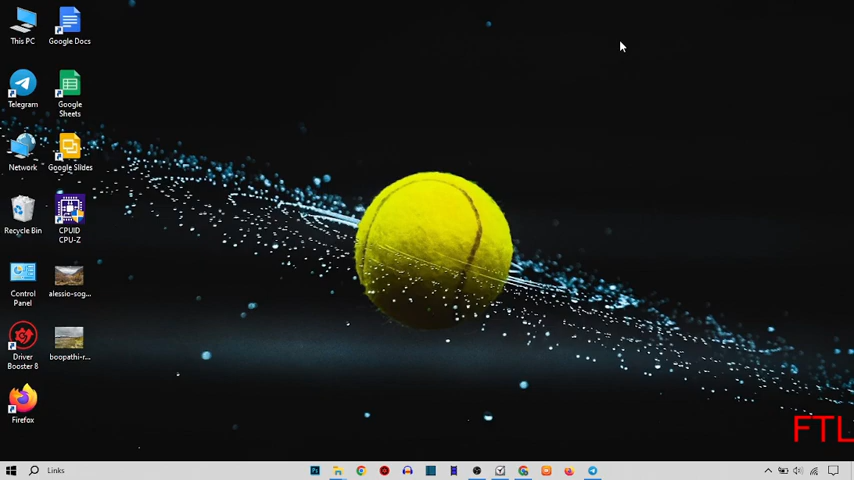 This PC
Google Docs
Telegram
Google
Sheets
Network
Google Slides
Recycle Bin
CPUID
CPU-Z
Control
Panel
alessio-sog...
boopathi-r...
Driver
Booster 8
Firefox
FTL
Links
Ps